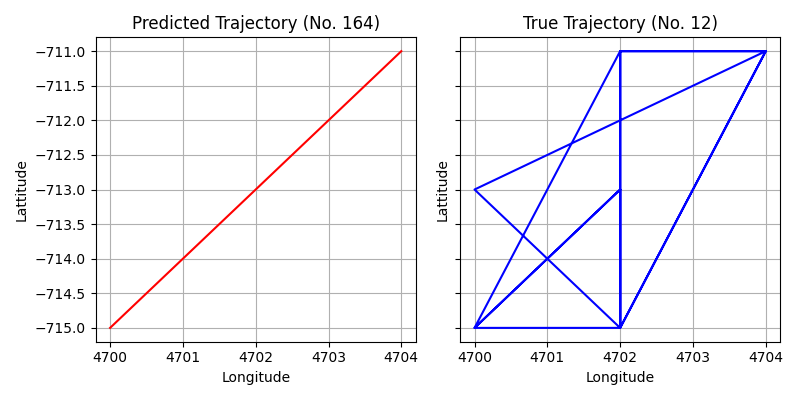 Predicted Trajectory (No. 164)
True Trajectory (No. 12)
Lattitude
−711.0
−711.5
−712.0
−712.5
−713.0
−713.5
−714.0
−714.5
−715.0
4700 4701 4702 4703 4704
Longitude
Lattitude
4700 4701 4702 4703 4704
Longitude